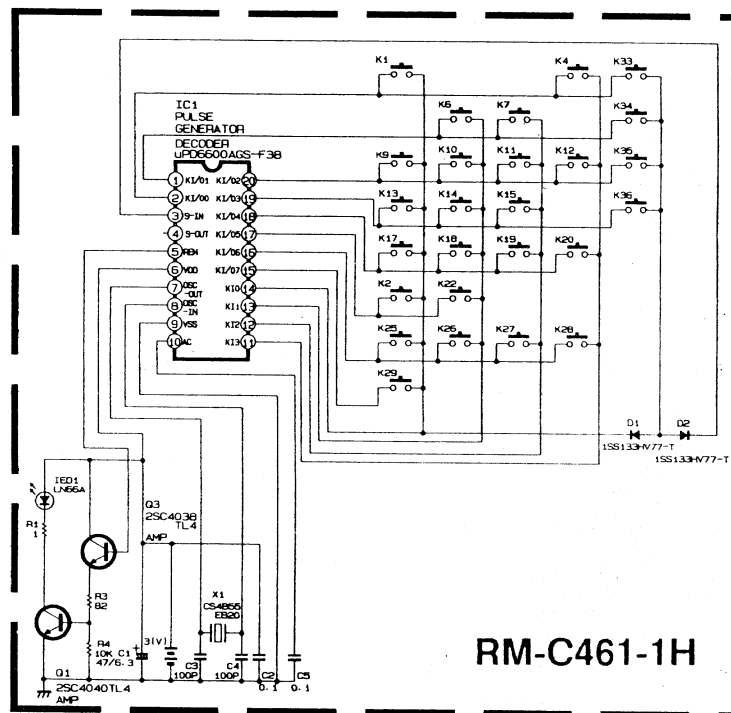 K1
K4
K33
K6
K7
K34
IC1
PULSE
GENERATOR
DECODER
uPD6600AGS-F38
K9
K10
K11
K12
K35
1 KI/O1 KI/O2 20
2 KI/O0 KI/O3 19
3 S-IN KI/O4 18
4 S-OUT KI/O5 17
5 REM KI/O6 16
6 VDD KI/O7 15
7 OSC-OUT KI0 14
8 OSC-IN KI1 13
9 VSS KI2 12
10 AC KI3 11
K13
K14
K15
K36
K17
K18
K19
K20
K2
K22
K25
K26
K27
K28
K29
D1
D2
1SS133HV77-T
1SS133HV77-T
IED1
LN66A
R1
1
Q3
2SC4038
TL4
AMP
R3
82
X1
CS4B55
EB20
R4
10K
C1
47/6.3
+
3(V)
C3
100P
C4
100P
C2
0.1
C5
0.1
Q1
2SC4040TL4
AMP
RM-C461-1H